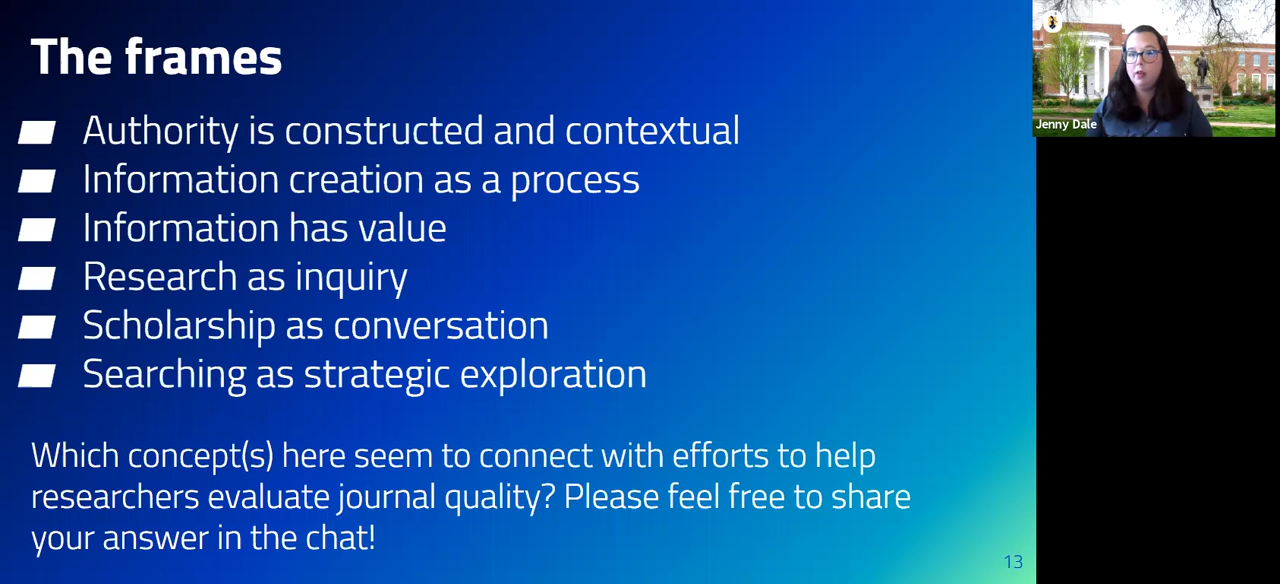 The frames
Authority is constructed and contextual
Information creation as a process
Information has value
Research as inquiry
Scholarship as conversation
Searching as strategic exploration
Which concept(s) here seem to connect with efforts to help
researchers evaluate journal quality? Please feel free to share
your answer in the chat!
13
Jenny Dale